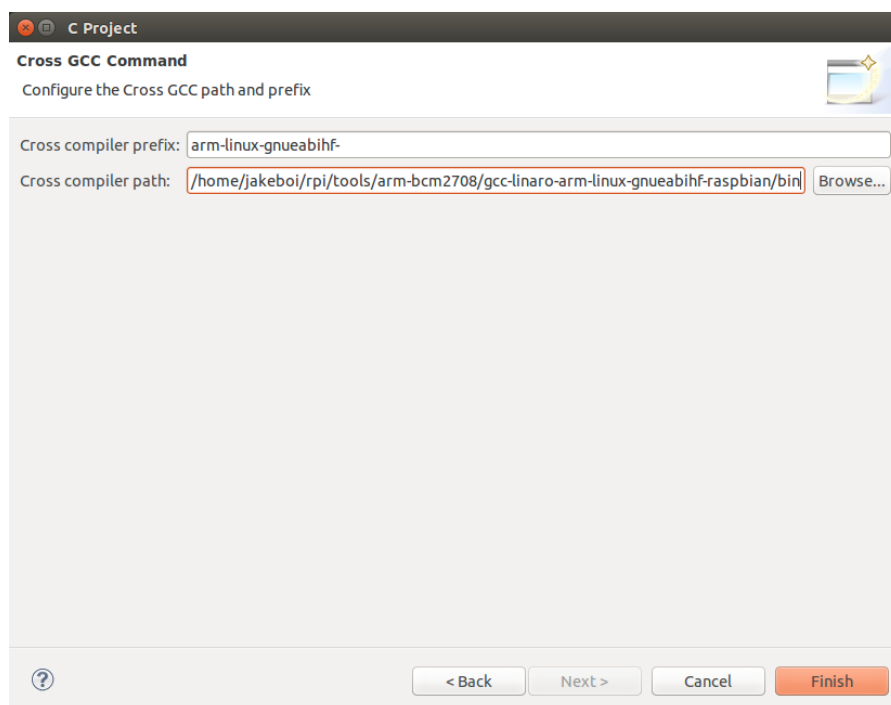 C Project
Cross GCC Command
Configure the Cross GCC path and prefix
Cross compiler prefix: arm-linux-gnueabihf-
Cross compiler path: /home/jakeboi/rpi/tools/arm-bcm2708/gcc-linaro-arm-linux-gnueabihf-raspbian/bin Browse...
? < Back Next > Cancel Finish